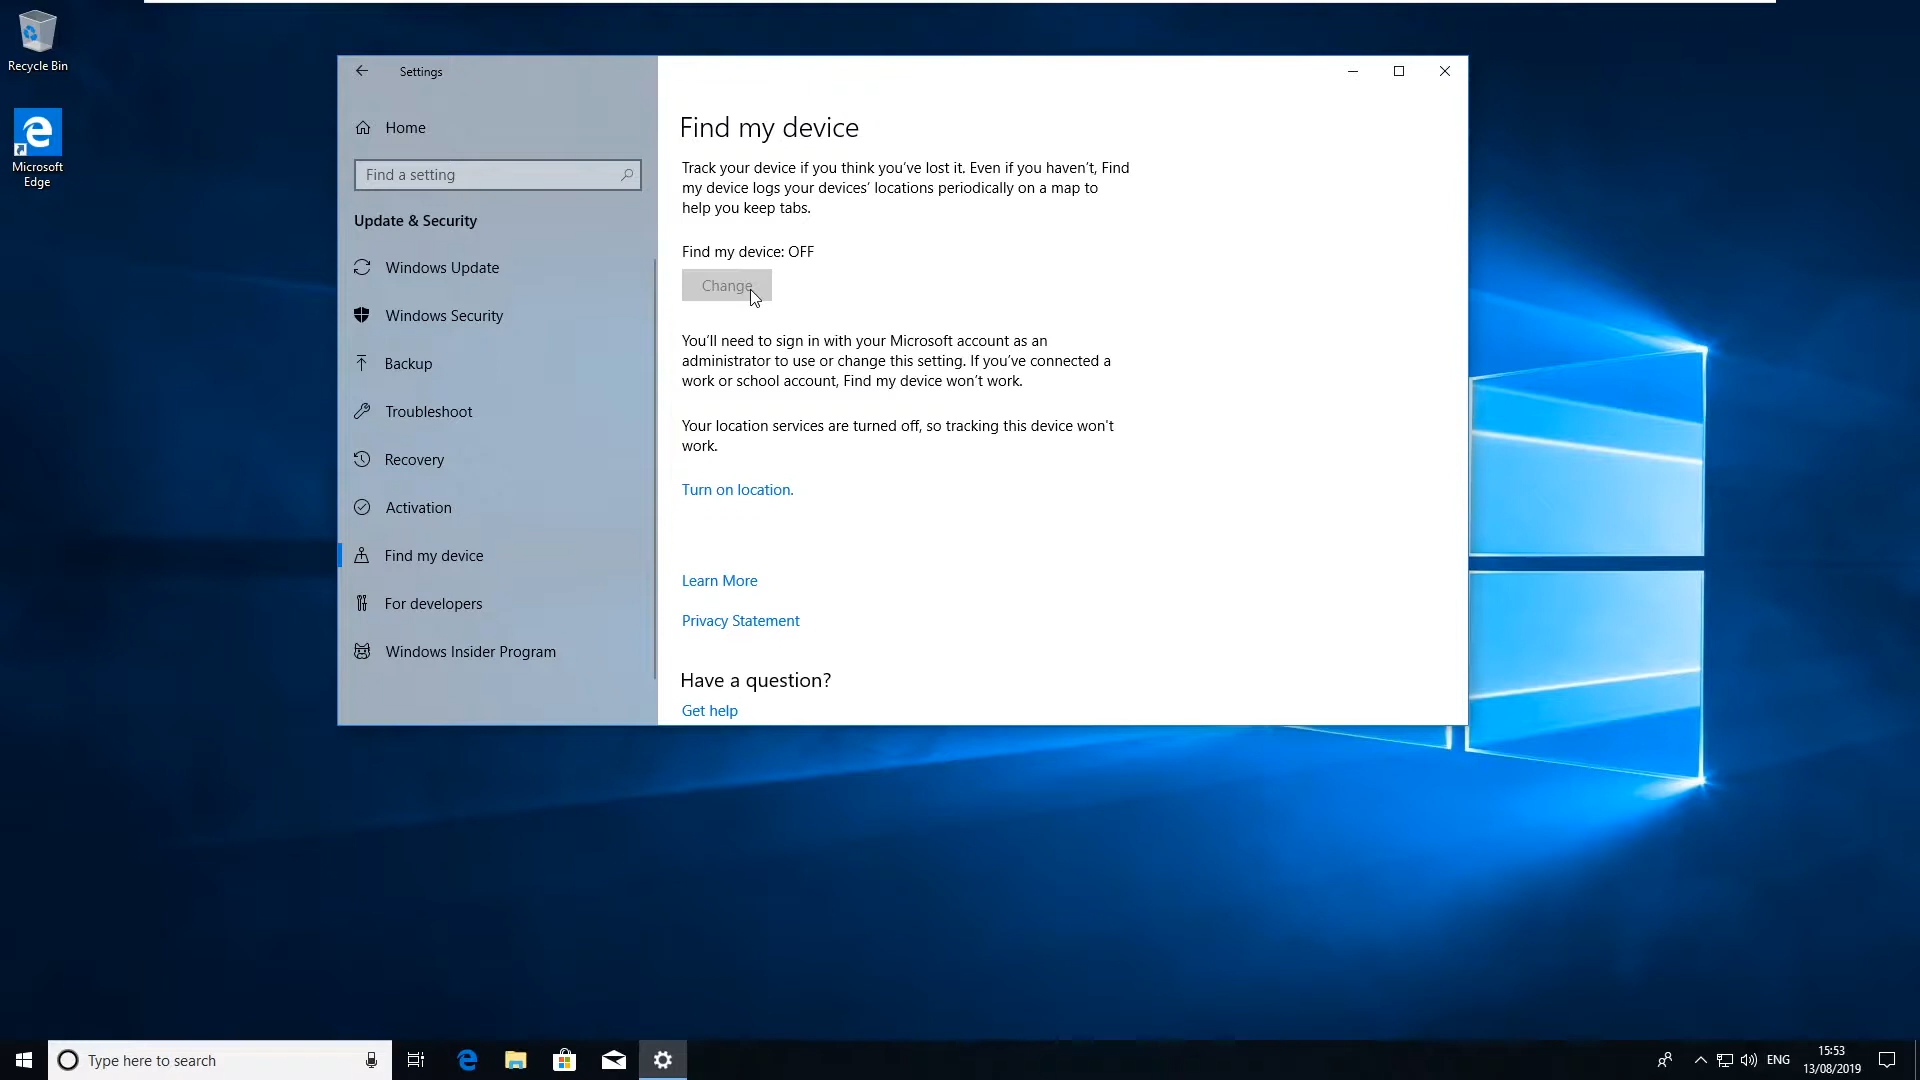 Recycle Bin
Microsoft
Edge
Settings
Home
Find a setting
Update & Security
Windows Update
Windows Security
Backup
Troubleshoot
Recovery
Activation
Find my device
For developers
Windows Insider Program
Find my device
Track your device if you think you’ve lost it. Even if you haven’t, Find
my device logs your devices’ locations periodically on a map to
help you keep tabs.
Find my device: OFF
Change
You’ll need to sign in with your Microsoft account as an
administrator to use or change this setting. If you’ve connected a
work or school account, Find my device won’t work.
Your location services are turned off, so tracking this device won't
work.
Turn on location.
Learn More
Privacy Statement
Have a question?
Get help
Type here to search
ENG
15:53
13/08/2019